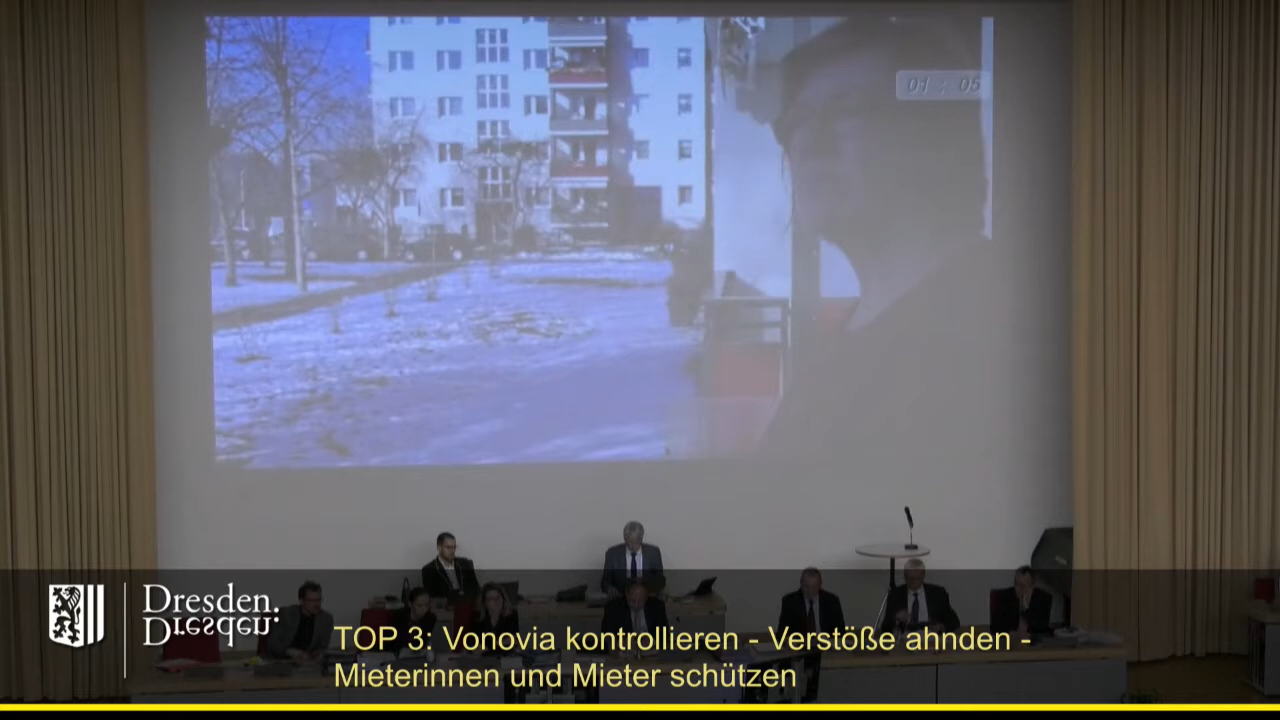 01 : 05
Dresden.
Dresden.
TOP 3: Vonovia kontrollieren - Verstöße ahnden -
Mieterinnen und Mieter schützen